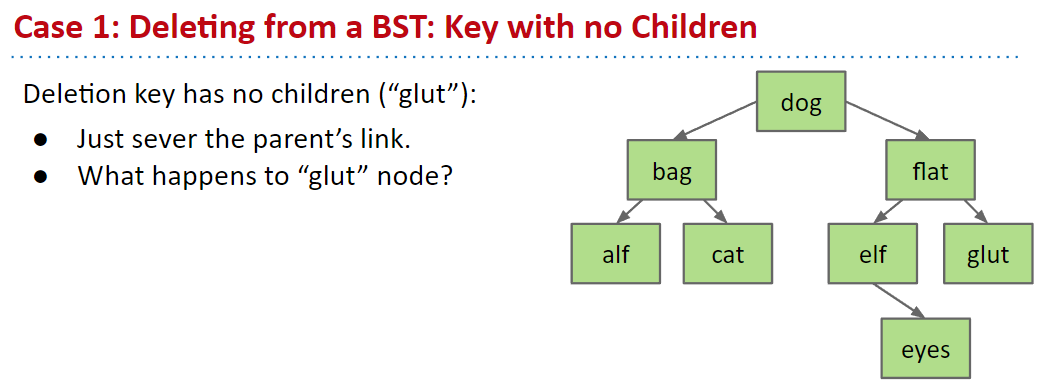 Case 1: Deleting from a BST: Key with no Children
Deletion key has no children (“glut”):
● Just sever the parent’s link.
● What happens to “glut” node?
dog
bag
flat
alf
cat
elf
glut
eyes